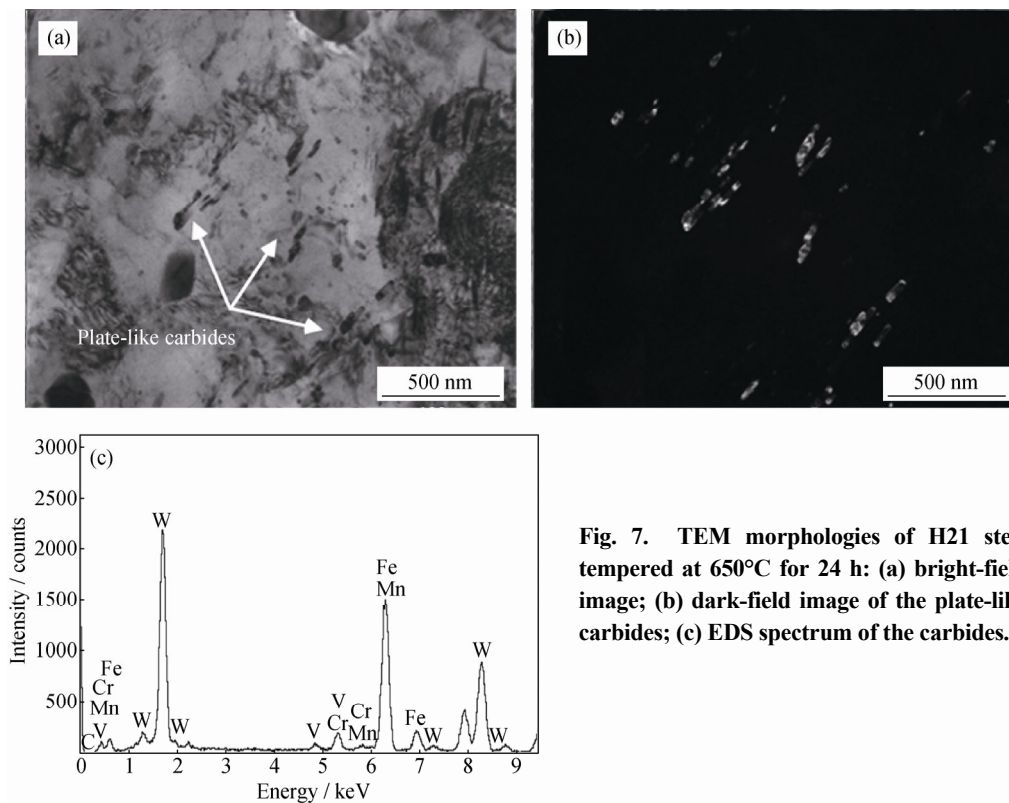 (a)
Plate-like carbides
500 nm
(b)
500 nm
(c)
Intensity / counts
3000
2500
2000
1500
1000
500
Fe
Cr
Mn
V
C
W
W
W
V
V
Cr
Cr
Mn
Fe
Mn
Fe
W
W
W
0 1 2 3 4 5 6 7 8 9
Energy / keV
Fig. 7. TEM morphologies of H21 ste
tempered at 650°C for 24 h: (a) bright-fiel
image; (b) dark-field image of the plate-lik
carbides; (c) EDS spectrum of the carbides.